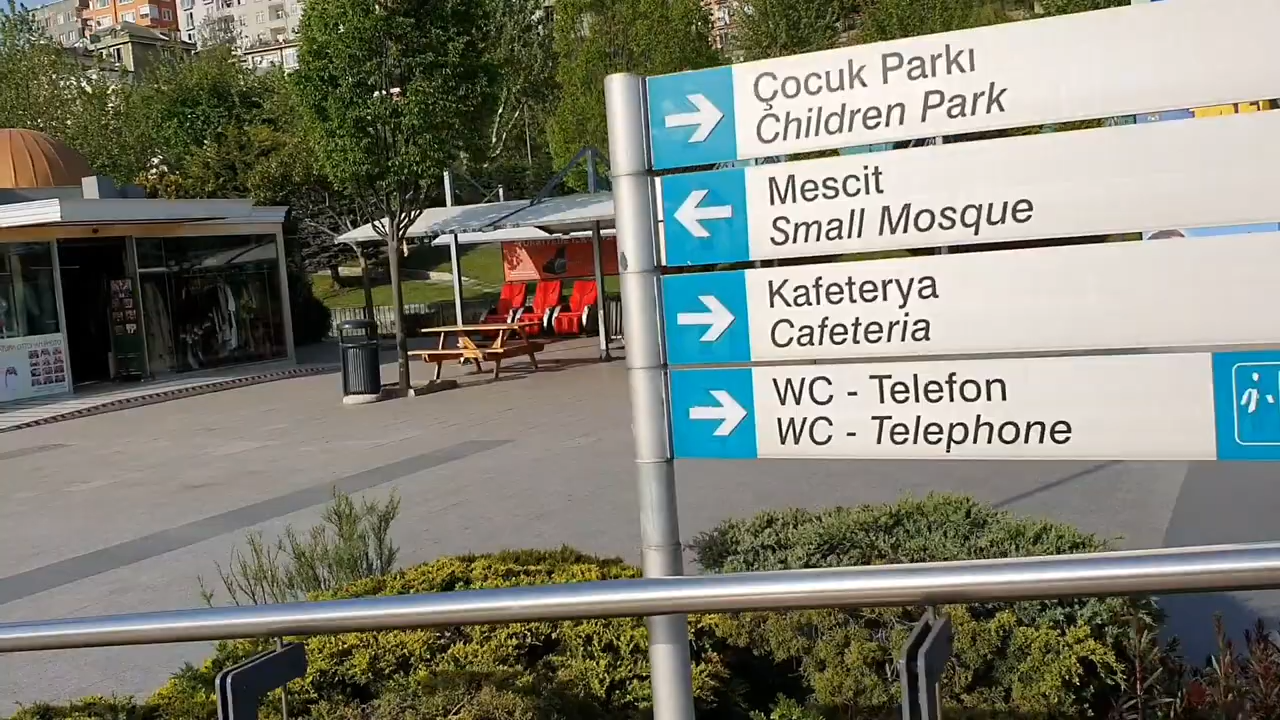 Çocuk Parkı
Children Park
Mescit
Small Mosque
Kafeterya
Cafeteria
WC - Telefon
WC - Telephone